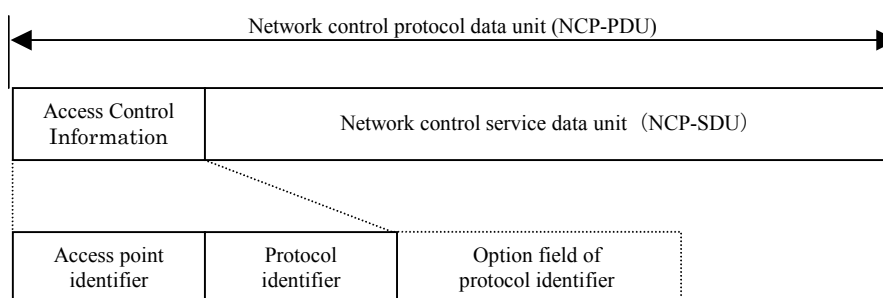 Network control protocol data unit (NCP-PDU)
Access Control
Information
Network control service data unit（NCP-SDU）
Access point
identifier
Protocol
identifier
Option field of
protocol identifier